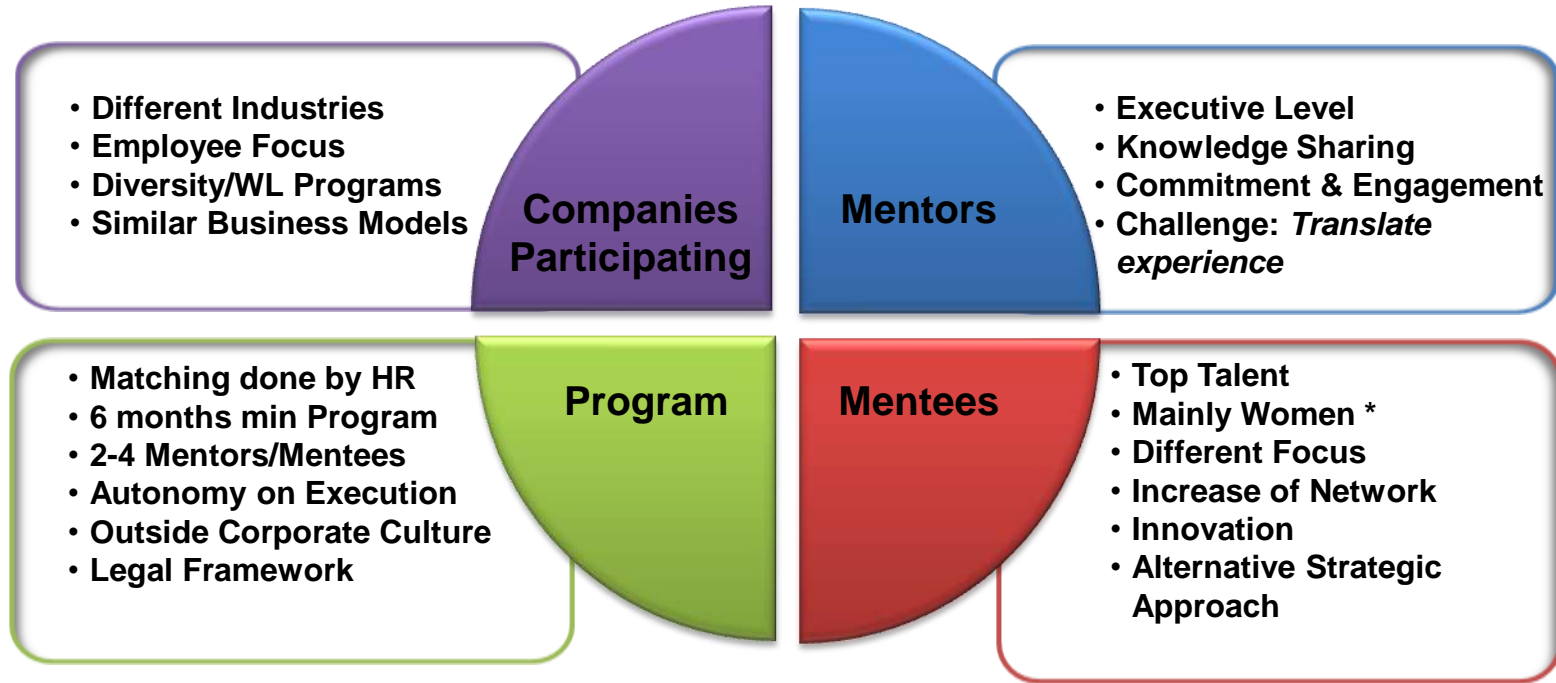 • Different Industries
• Employee Focus
• Diversity/WL Programs
• Similar Business Models
Companies
Participating
Mentors
• Executive Level
• Knowledge Sharing
• Commitment & Engagement
• Challenge: Translate
experience
• Matching done by HR
• 6 months min Program
• 2-4 Mentors/Mentees
• Autonomy on Execution
• Outside Corporate Culture
• Legal Framework
Program
Mentees
• Top Talent
• Mainly Women *
• Different Focus
• Increase of Network
• Innovation
• Alternative Strategic
Approach